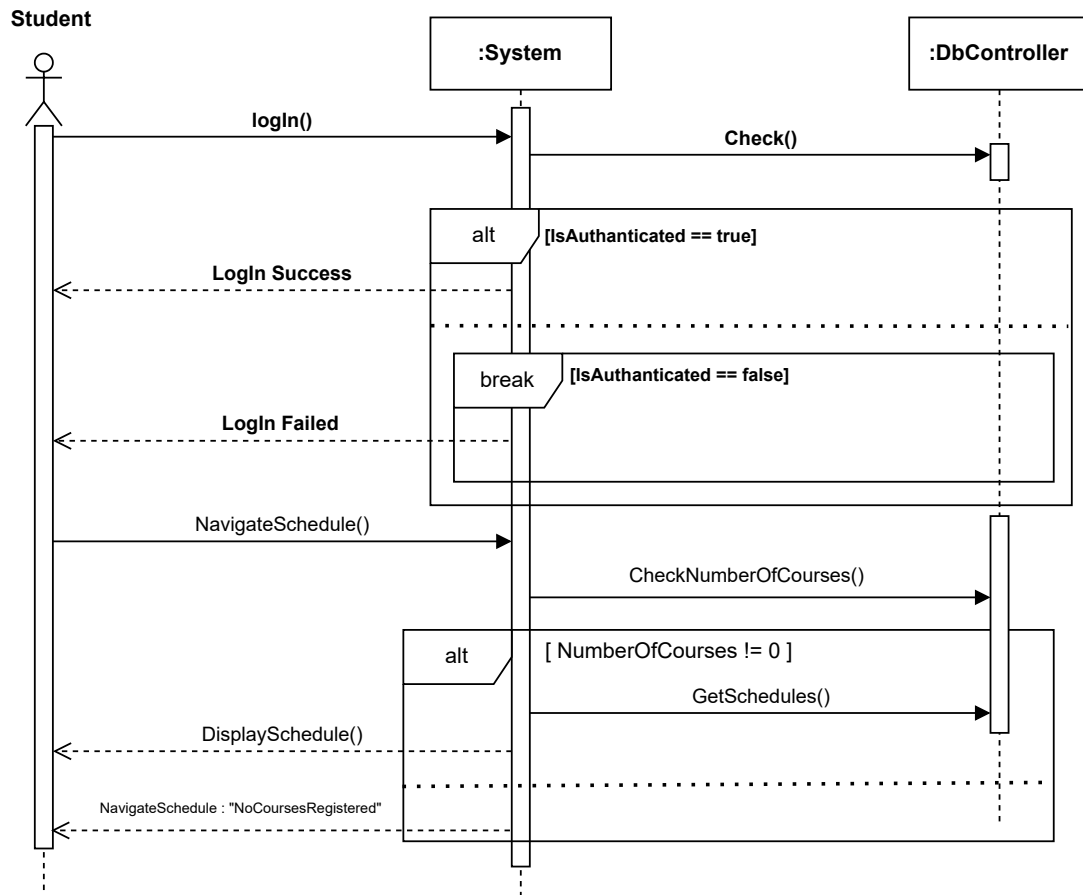 Student
:System
:DbController
logIn()
Check()
alt
[IsAuthanticated == true]
LogIn Success
break
[IsAuthanticated == false]
LogIn Failed
NavigateSchedule()
CheckNumberOfCourses()
alt
[ NumberOfCourses != 0 ]
GetSchedules()
DisplaySchedule()
NavigateSchedule : "NoCoursesRegistered"